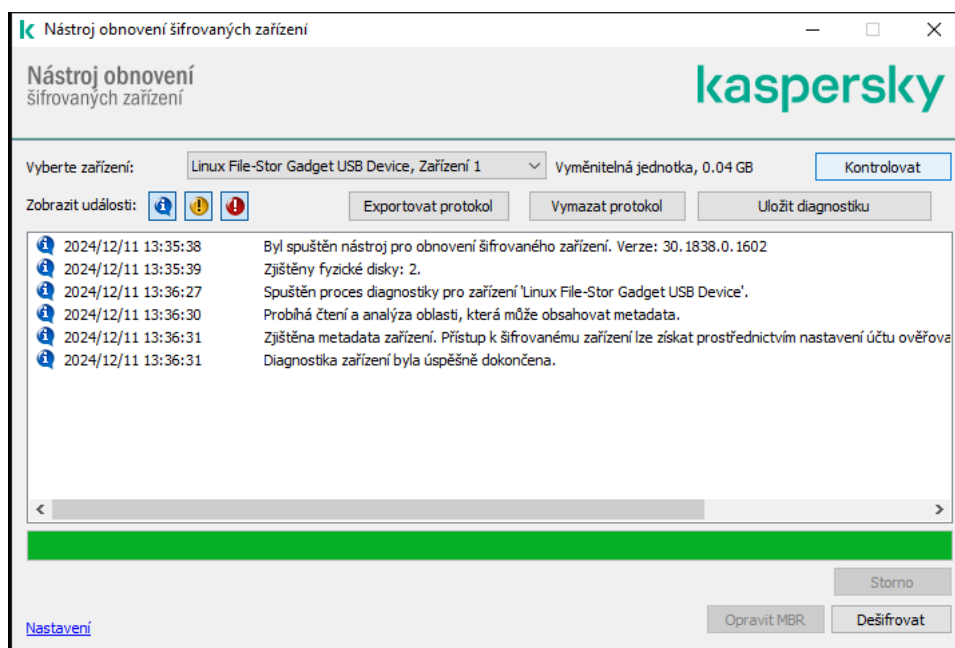 Nástroj obnovení šifrovaných zařízení
Nástroj obnovení
šifrovaných zařízení
kaspersky
Vyberte zařízení: Linux File-Stor Gadget USB Device, Zařízení 1 Vyměnitelná jednotka, 0.04 GB Kontrolovat
Zobrazit události: Exportovat protokol Vymazat protokol Uložit diagnostiku
2024/12/11 13:35:38 Byl spuštěn nástroj pro obnovení šifrovaného zařízení. Verze: 30.1838.0.1602
2024/12/11 13:35:39 Zjištěny fyzické disky: 2.
2024/12/11 13:36:27 Spuštěn proces diagnostiky pro zařízení 'Linux File-Stor Gadget USB Device'.
2024/12/11 13:36:30 Probíhá čtení a analýza oblasti, která může obsahovat metadata.
2024/12/11 13:36:31 Zjištěna metadata zařízení. Přístup k šifrovanému zařízení lze získat prostřednictvím nastavení účtu ověřova
2024/12/11 13:36:31 Diagnostika zařízení byla úspěšně dokončena.
Storno
Nastavení Opravit MBR Dešifrovat